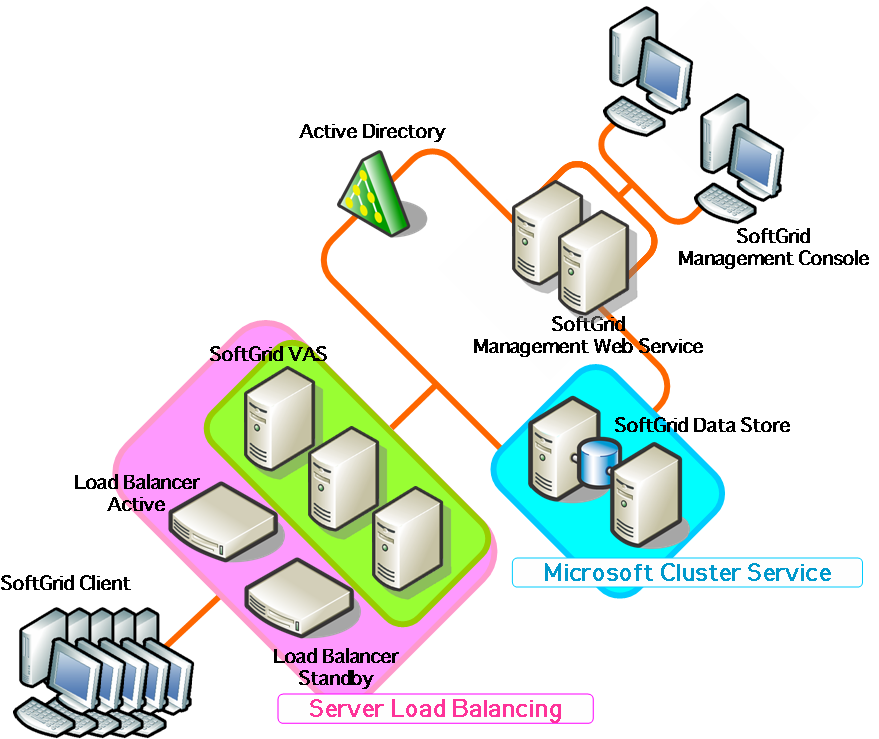 Active Directory
SoftGrid
Management Console
SoftGrid
Management Web Service
SoftGrid VAS
SoftGrid Data Store
Load Balancer
Active
Microsoft Cluster Service
SoftGrid Client
Load Balancer
Standby
Server Load Balancing